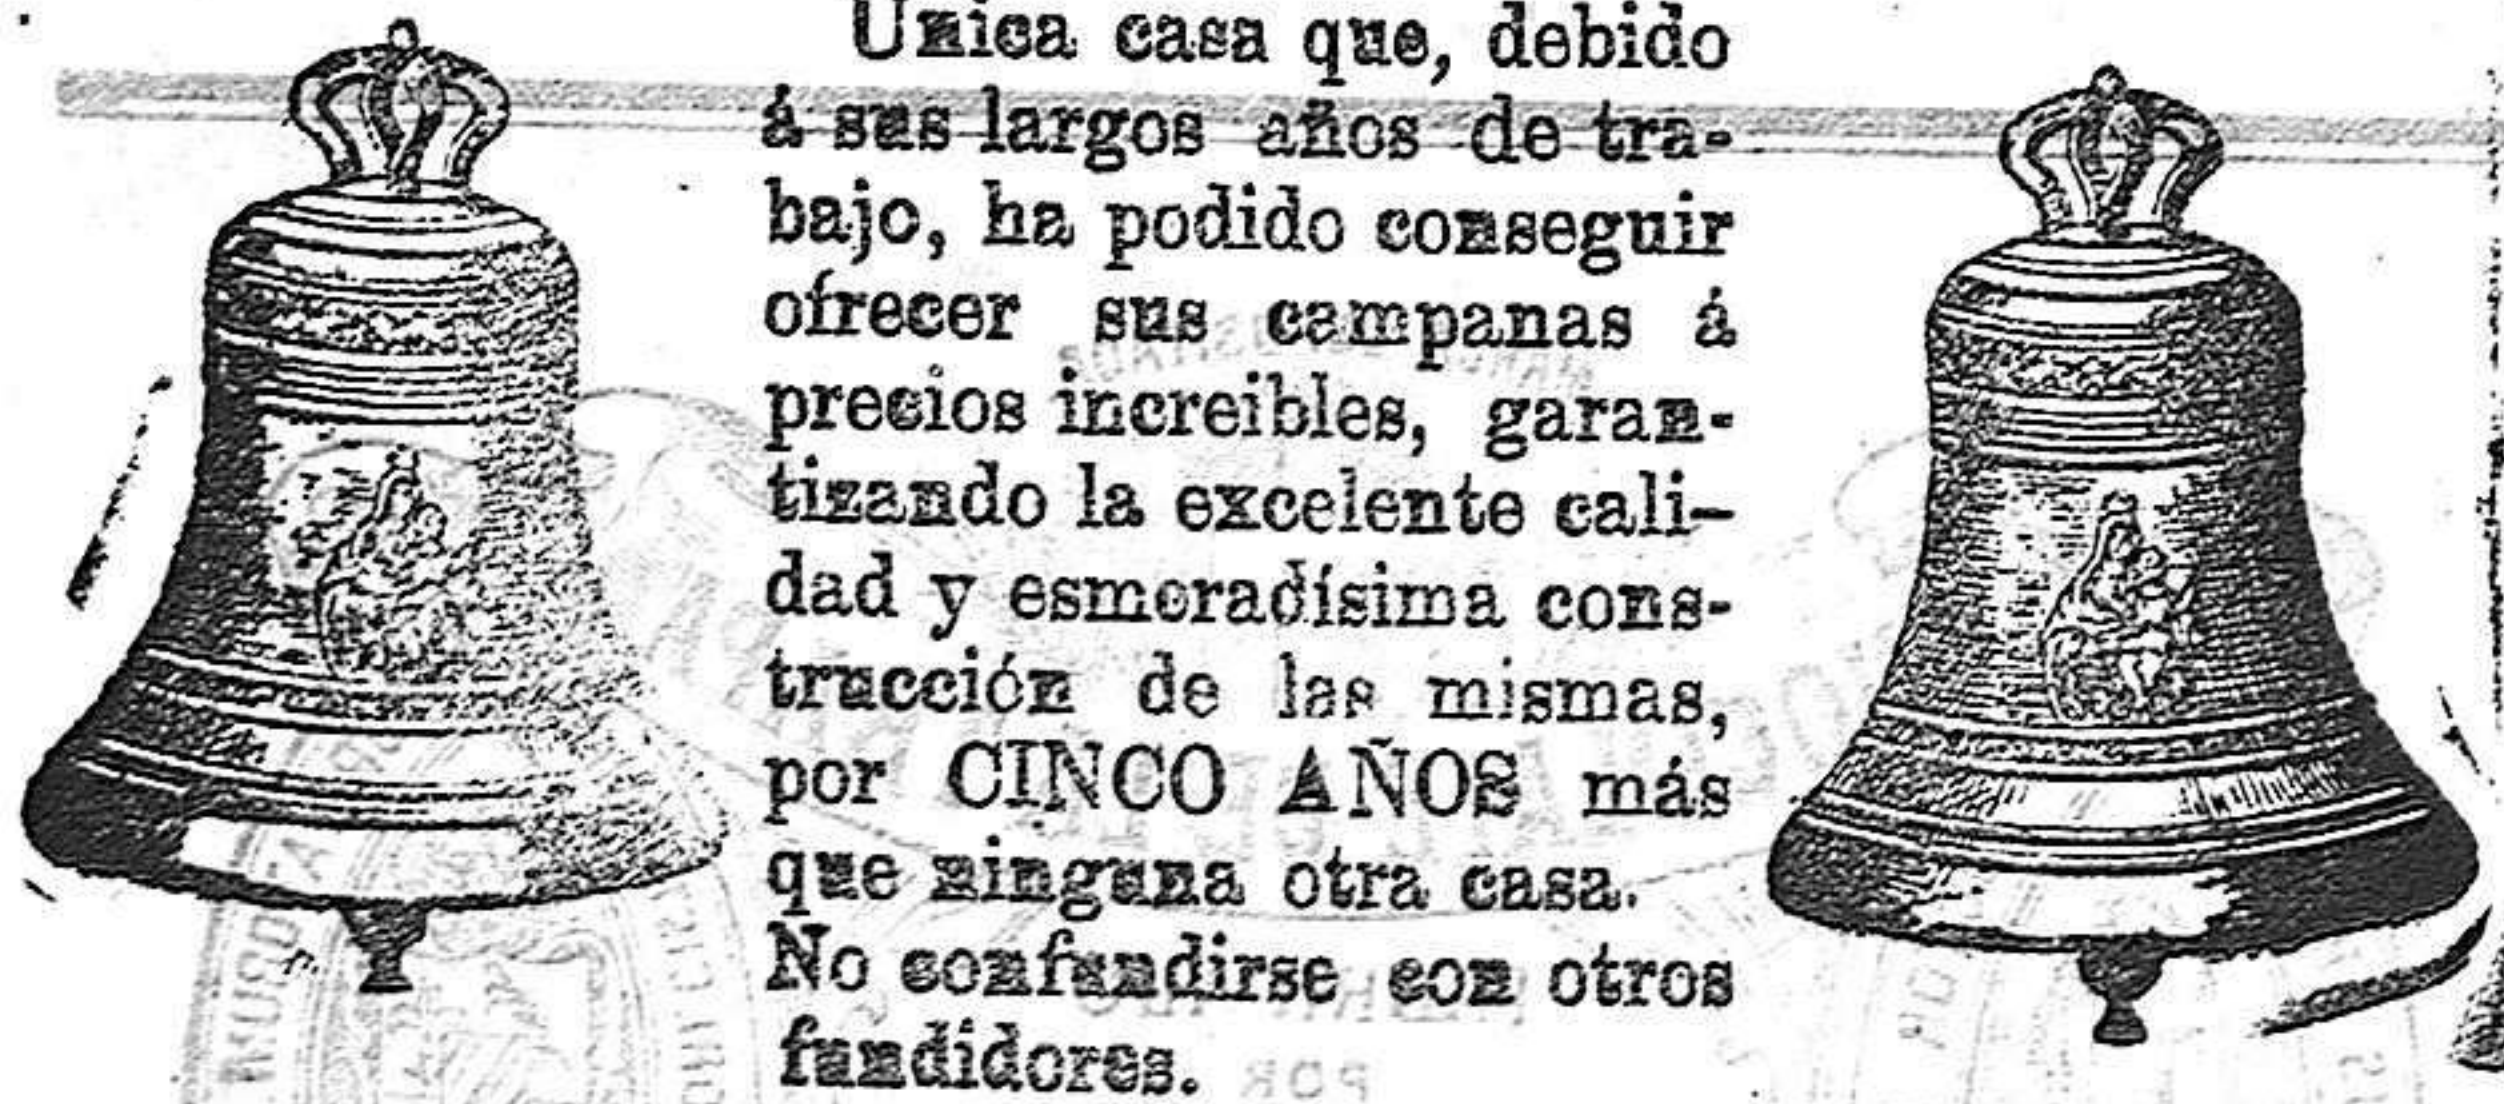 Unica casa que, debido
á sus largos años de tra-
bajo, ha podido conseguir
ofrecer sus campanas á
precios increibles, garan-
tizando la excelente cali-
dad y esmeradísima cons-
trucción de las mismas,
por CINCO AÑOS más
que ninguna otra casa.
No confundirse con otros
fundidores.